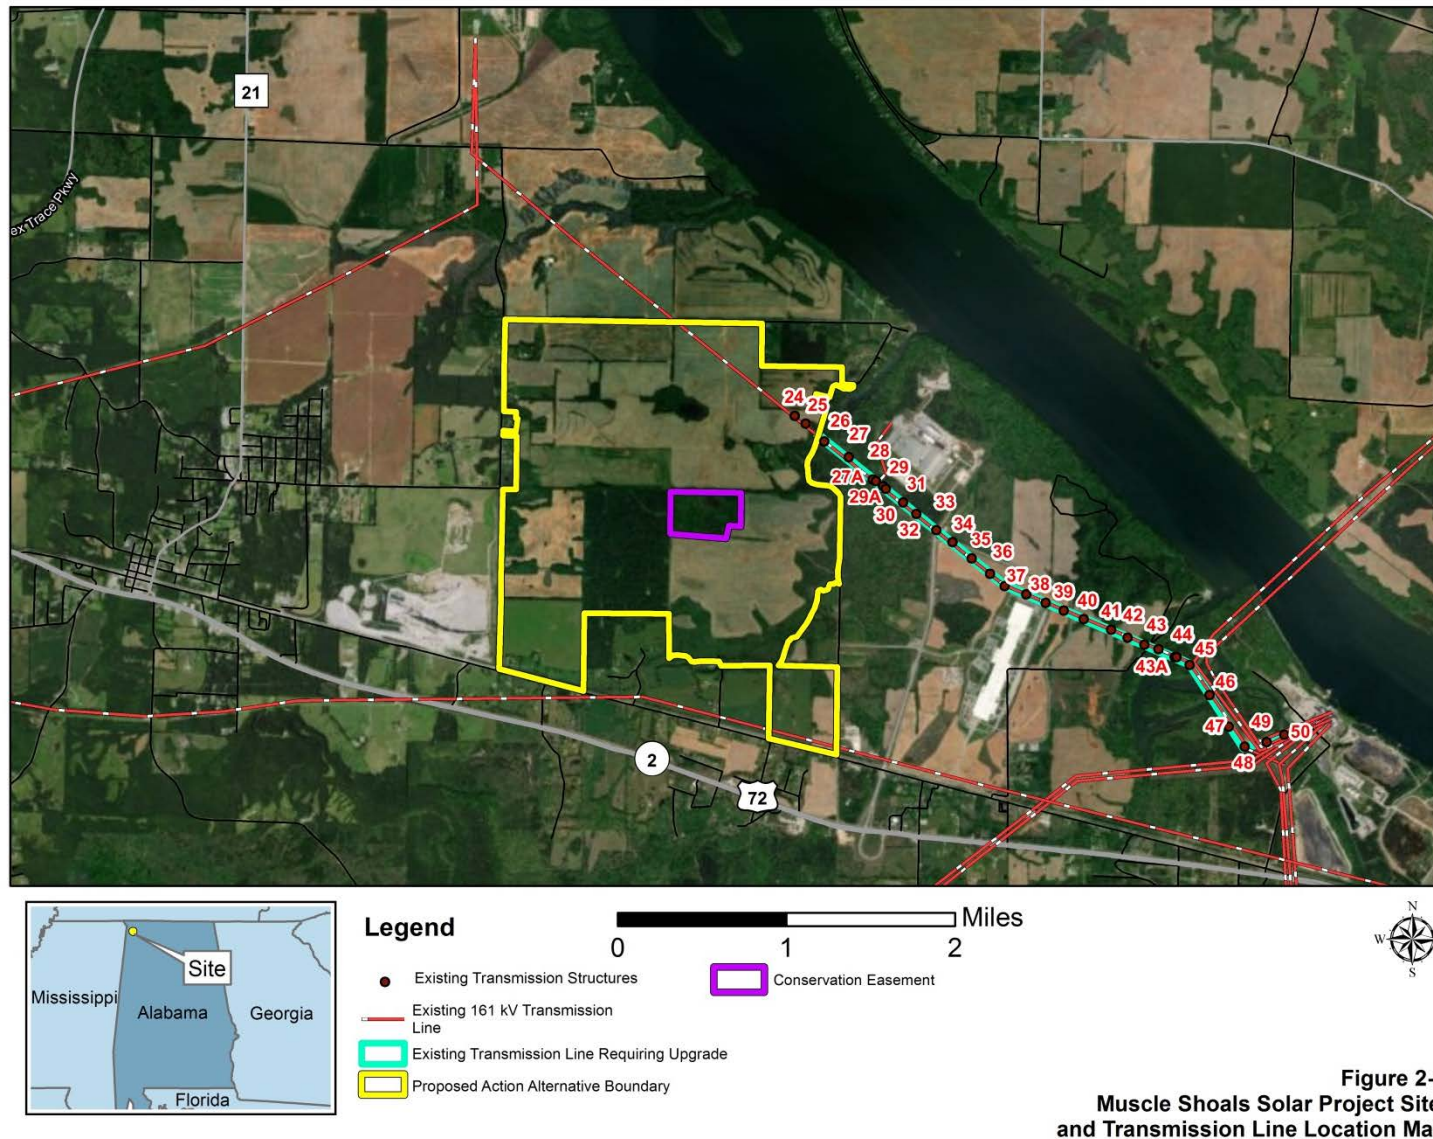 21
ex Trace Pkwy
24
25
26
27
28
27A
29
29A
31
30
33
32
34
35
36
37
38
39
40
41
42
43
44
43A
45
46
47
49
50
48
2
72
Legend
Miles
0 1 2
Existing Transmission Structures
Conservation Easement
Existing 161 kV Transmission
Line
Existing Transmission Line Requiring Upgrade
Proposed Action Alternative Boundary
Site
Mississippi
Alabama
Georgia
Florida
N
W
S
Figure 2-
Muscle Shoals Solar Project Site
and Transmission Line Location Ma